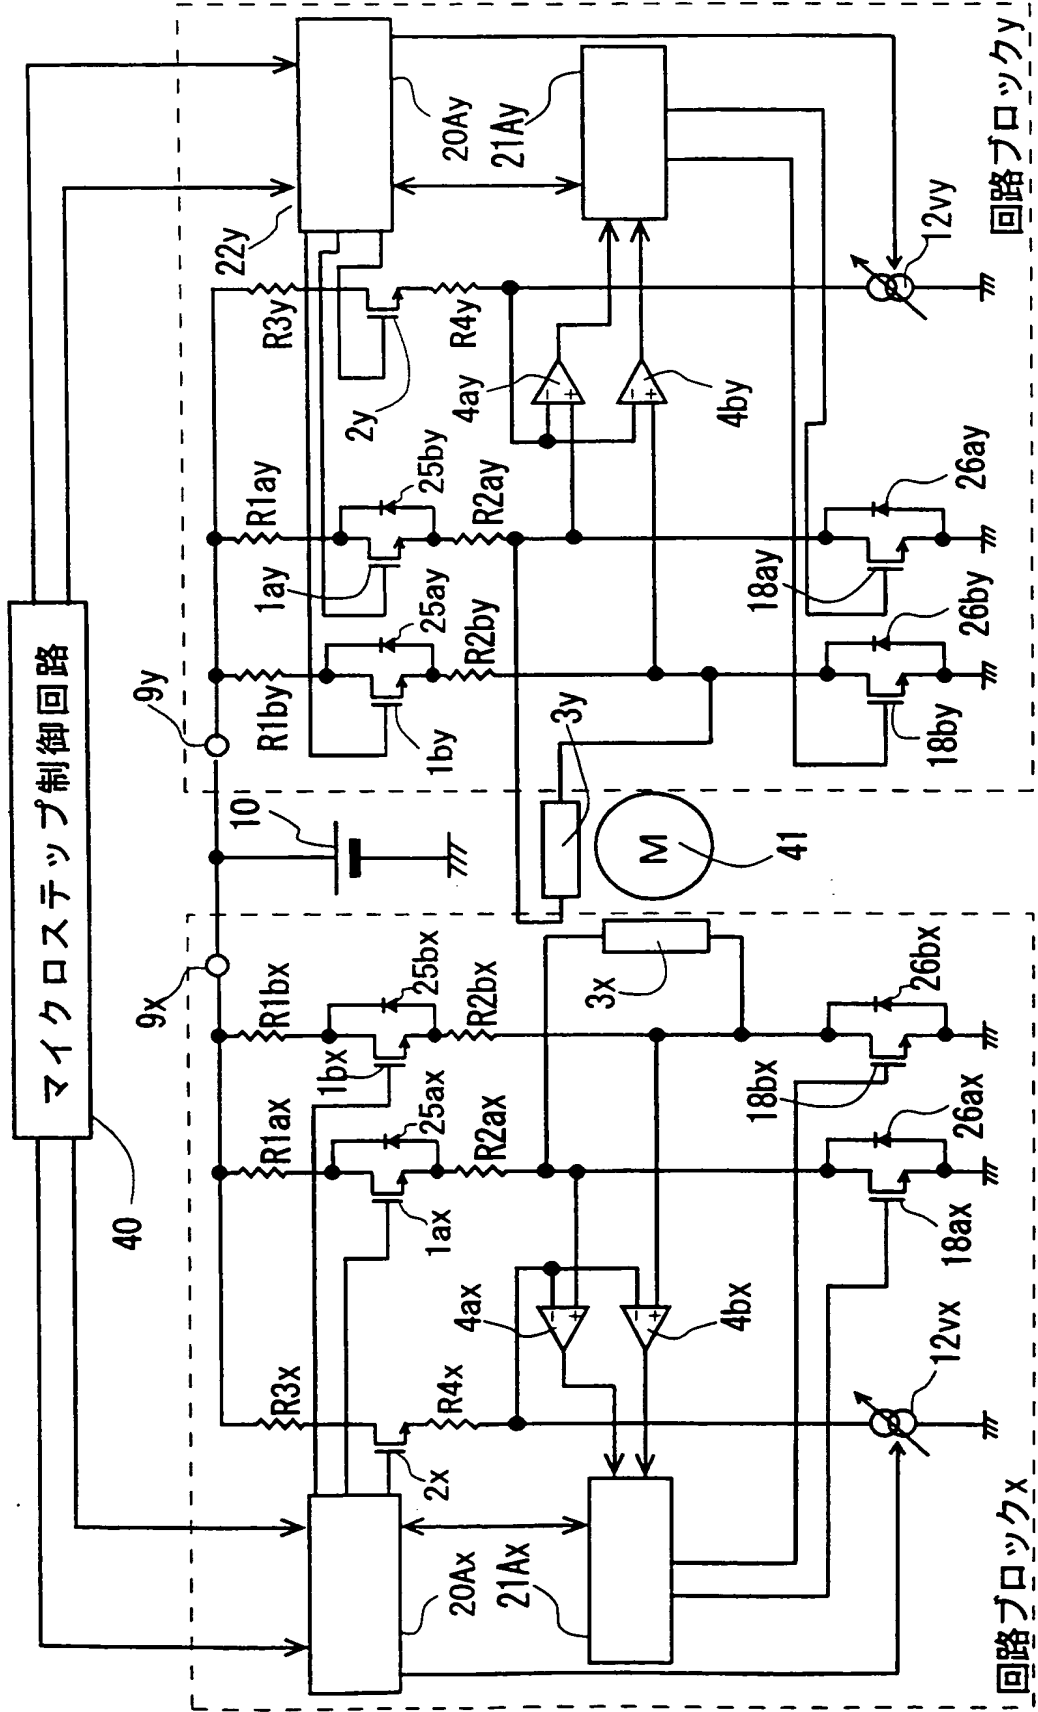 マイクロステップ制御回路
40
9x
10
9y
22y
R3x
R1ax
R1bx
R1by
R1ay
R3y
2x
1ax
1bx
25ax
25bx
1by
1ay
25ay
25by
2y
R4x
R2ax
R2bx
R2by
R2ay
R4y
20Ax
20Ay
21Ax
21Ay
4ax
4bx
4ay
4by
-
+
-
+
-
+
-
+
3x
3y
M
41
18ax
18bx
18by
18ay
26ax
26bx
26by
26ay
12vx
12vy
回路ブロックx
回路ブロックy